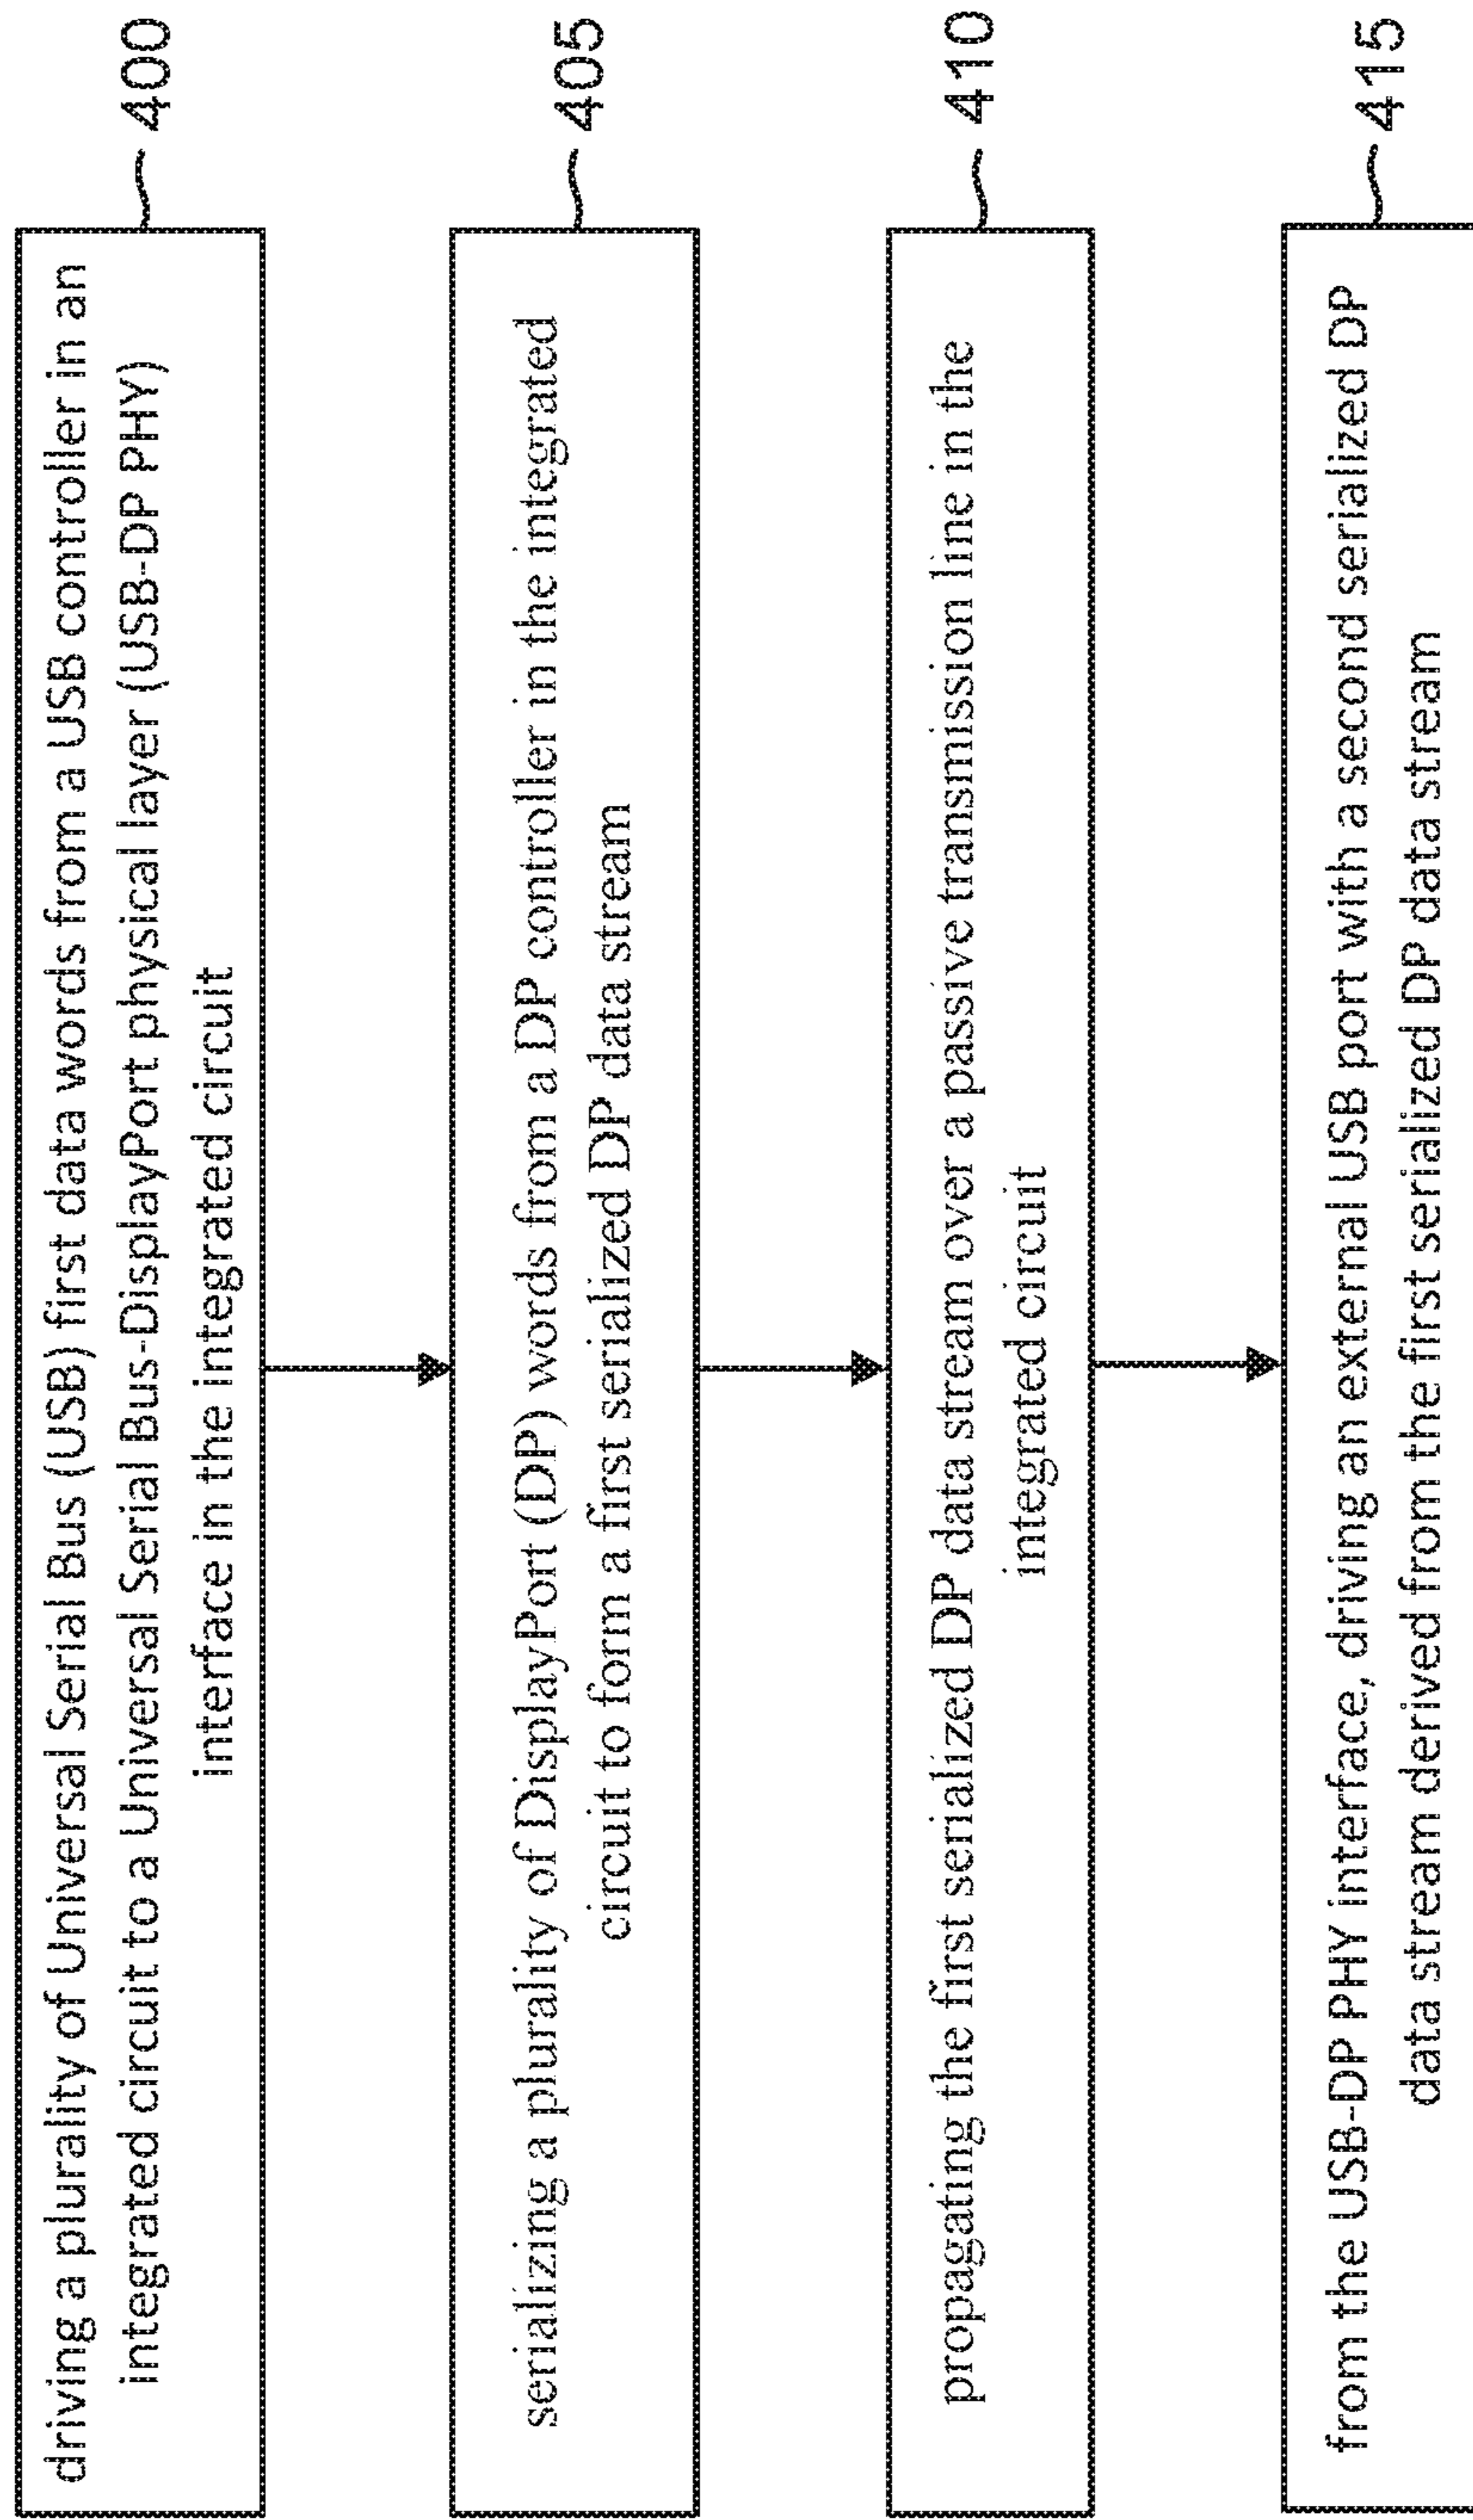 driving a plurality of Universal Serial Bus (USB) first data words from a USB controller in an
integrated circuit to a Universal Serial Bus-DisplayPort physical layer (USB-DP PHY)
interface in the integrated circuit
400
serializing a plurality of DisplayPort (DP) words from a DP controller in the integrated
circuit to form a first serialized DP data stream
405
propagating the first serialized DP data stream over a passive transmission line in the
integrated circuit
410
from the USB-DP PHY interface, driving an external USB port with a second serialized DP
data stream derived from the first serialized DP data stream
415